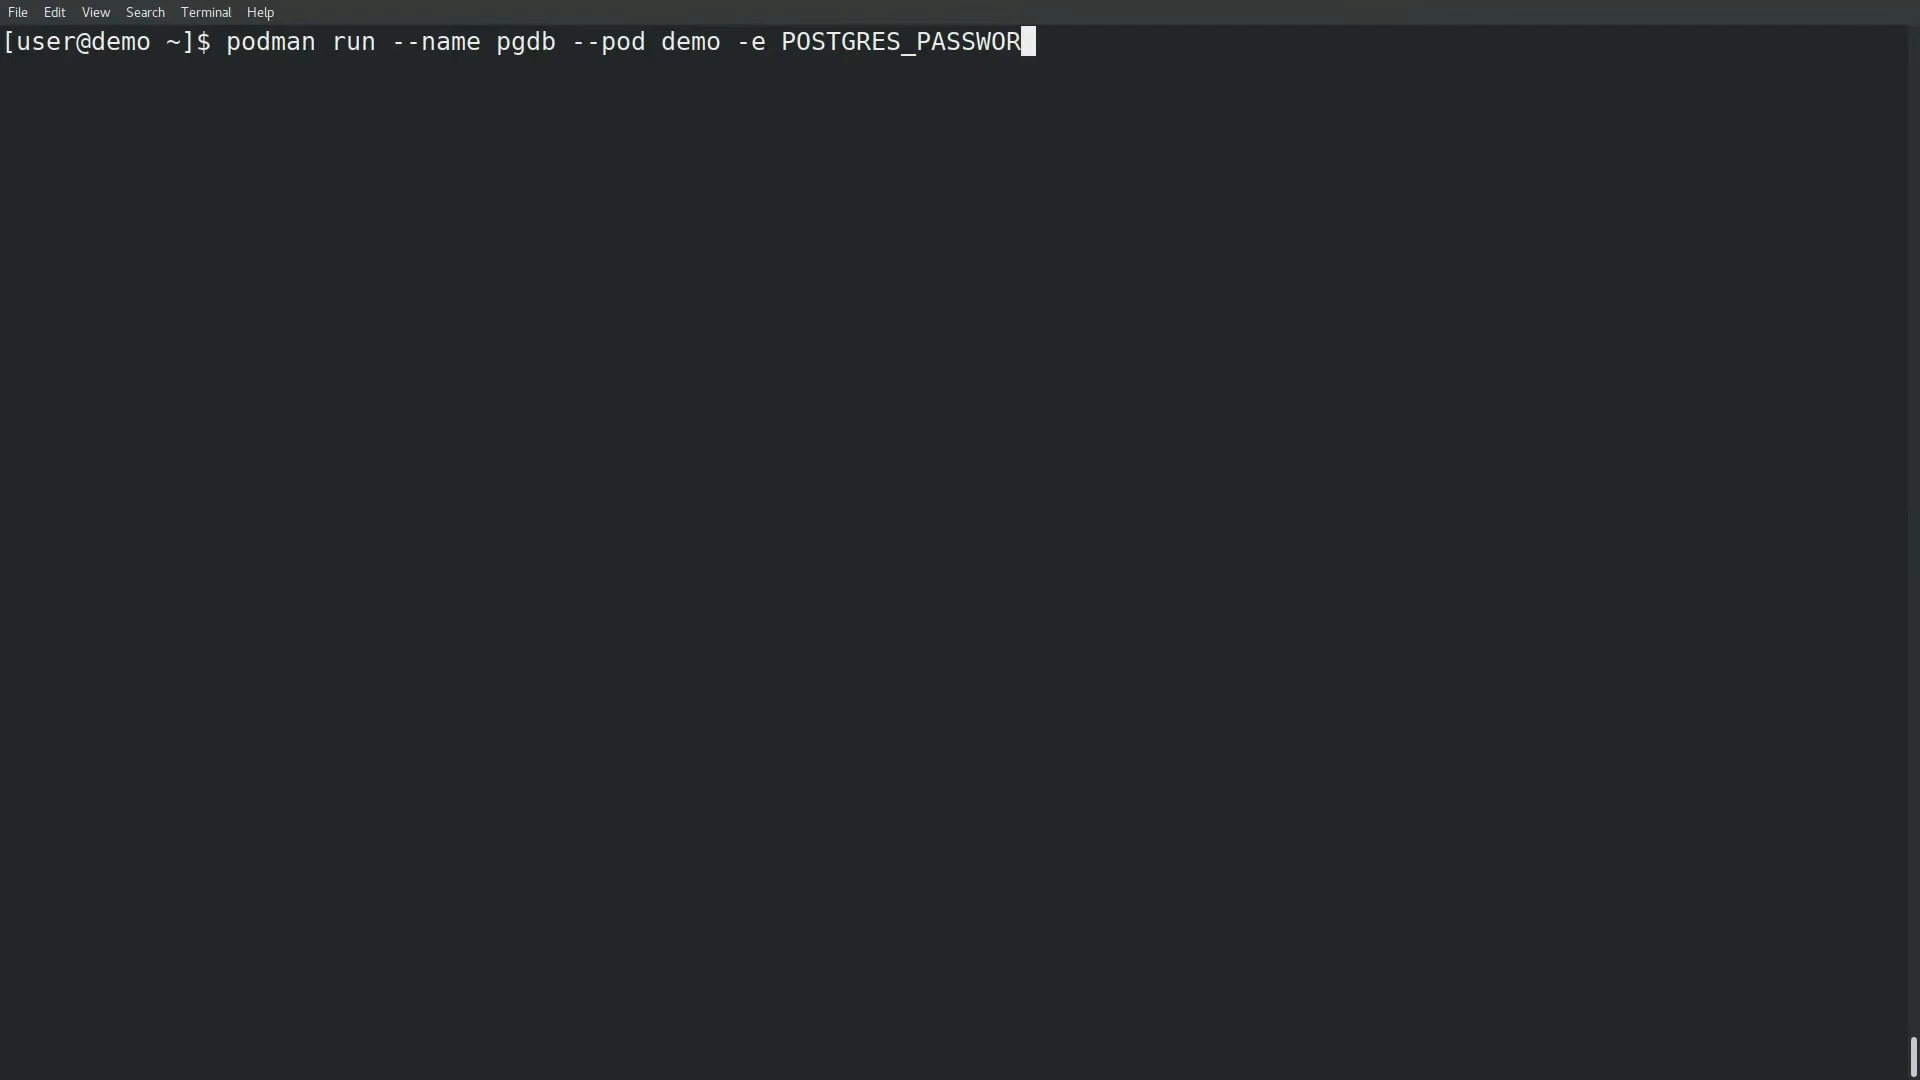 File Edit View Search Terminal Help
[user@demo ~]$ podman run --name pgdb --pod demo -e POSTGRES_PASSWOR